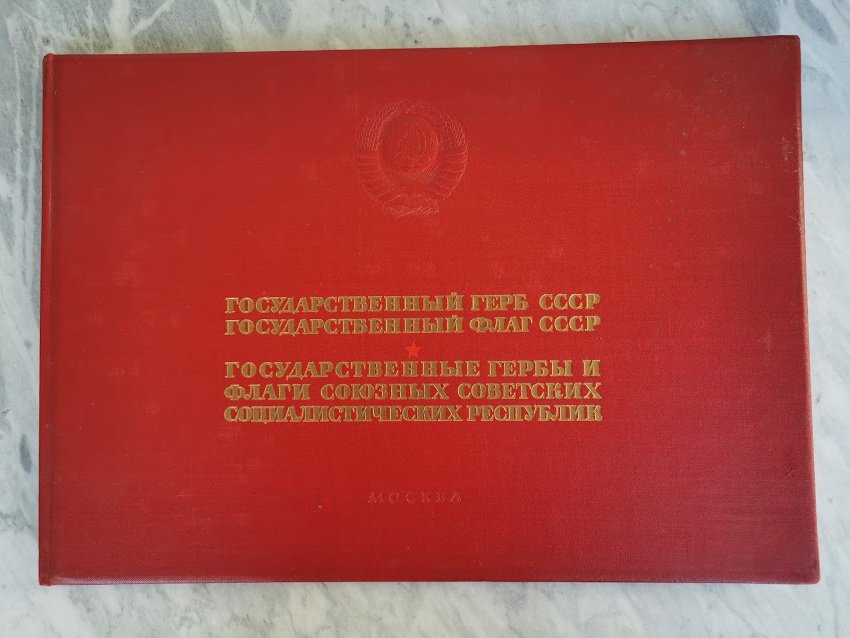 ГОСУДАРСТВЕННЫЙ ГЕРБ СССР
ГОСУДАРСТВЕННЫЙ ФЛАГ СССР
ГОСУДАРСТВЕННЫЕ ГЕРБЫ И
ФЛАГИ СОЮЗНЫХ СОВЕТСКИХ
СОЦИАЛИСТИЧЕСКИХ РЕСПУБЛИК
МОСКВА